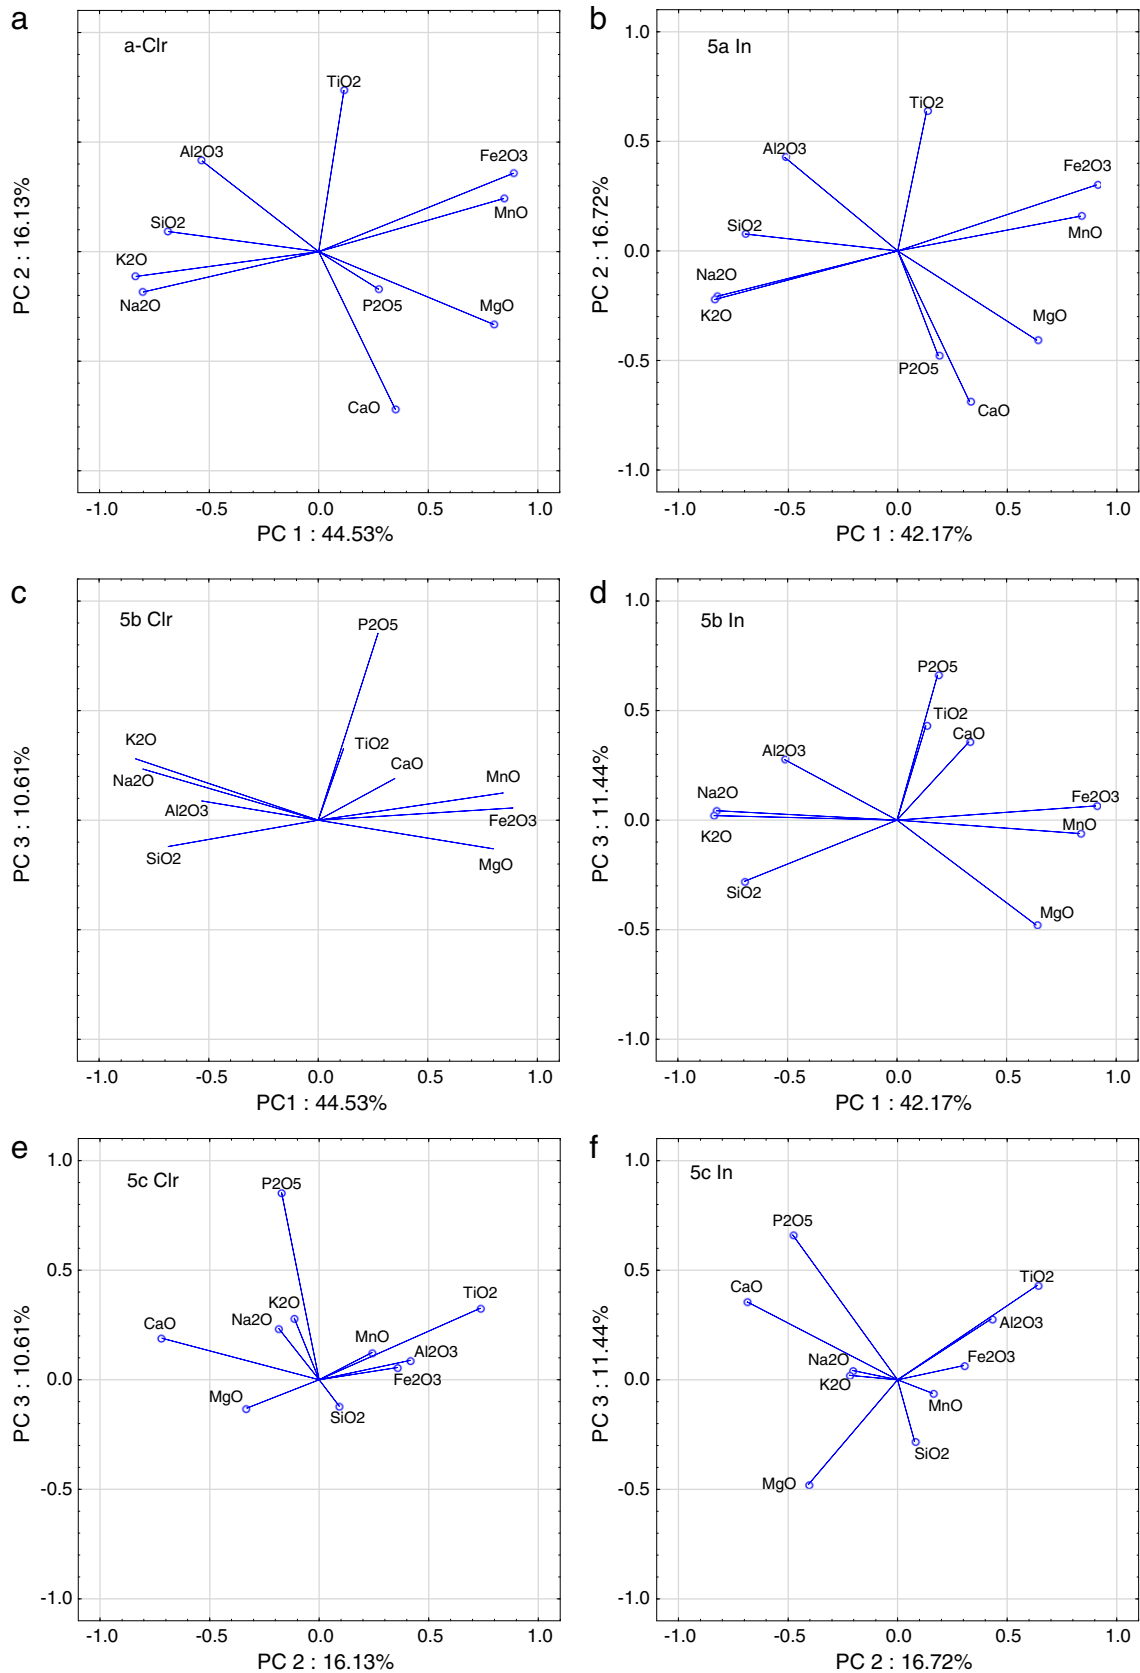 a
a-Clr
TiO2
Al2O3
Fe2O3
SiO2
MnO
K2O
Na2O
P2O5
MgO
CaO
PC 2 : 16.13%
-1.0 -0.5 0.0 0.5 1.0
PC 1 : 44.53%
b
5a In
1.0
0.5
0.0
-0.5
-1.0
TiO2
Al2O3
Fe2O3
SiO2
MnO
Na2O
K2O
MgO
P2O5
CaO
PC 2 : 16.72%
-1.0 -0.5 0.0 0.5 1.0
PC 1 : 42.17%
c
5b Clr
P2O5
K2O
TiO2
Na2O
CaO
MnO
Al2O3
Fe2O3
SiO2
MgO
PC 3 : 10.61%
-1.0 -0.5 0.0 0.5 1.0
PC1 : 44.53%
d
5b In
1.0
0.5
0.0
-0.5
-1.0
P2O5
TiO2
CaO
Al2O3
Na2O
Fe2O3
K2O
MnO
SiO2
MgO
PC 3 : 11.44%
-1.0 -0.5 0.0 0.5 1.0
PC 1 : 42.17%
e
5c Clr
1.0
0.5
0.0
-0.5
-1.0
P2O5
TiO2
K2O
Na2O
CaO
MnO
Al2O3
Fe2O3
MgO
SiO2
PC 3 : 10.61%
-1.0 -0.5 0.0 0.5 1.0
PC 2 : 16.13%
f
5c In
1.0
0.5
0.0
-0.5
-1.0
P2O5
TiO2
CaO
Al2O3
Na2O
Fe2O3
K2O
MnO
SiO2
MgO
PC 3 : 11.44%
-1.0 -0.5 0.0 0.5 1.0
PC 2 : 16.72%